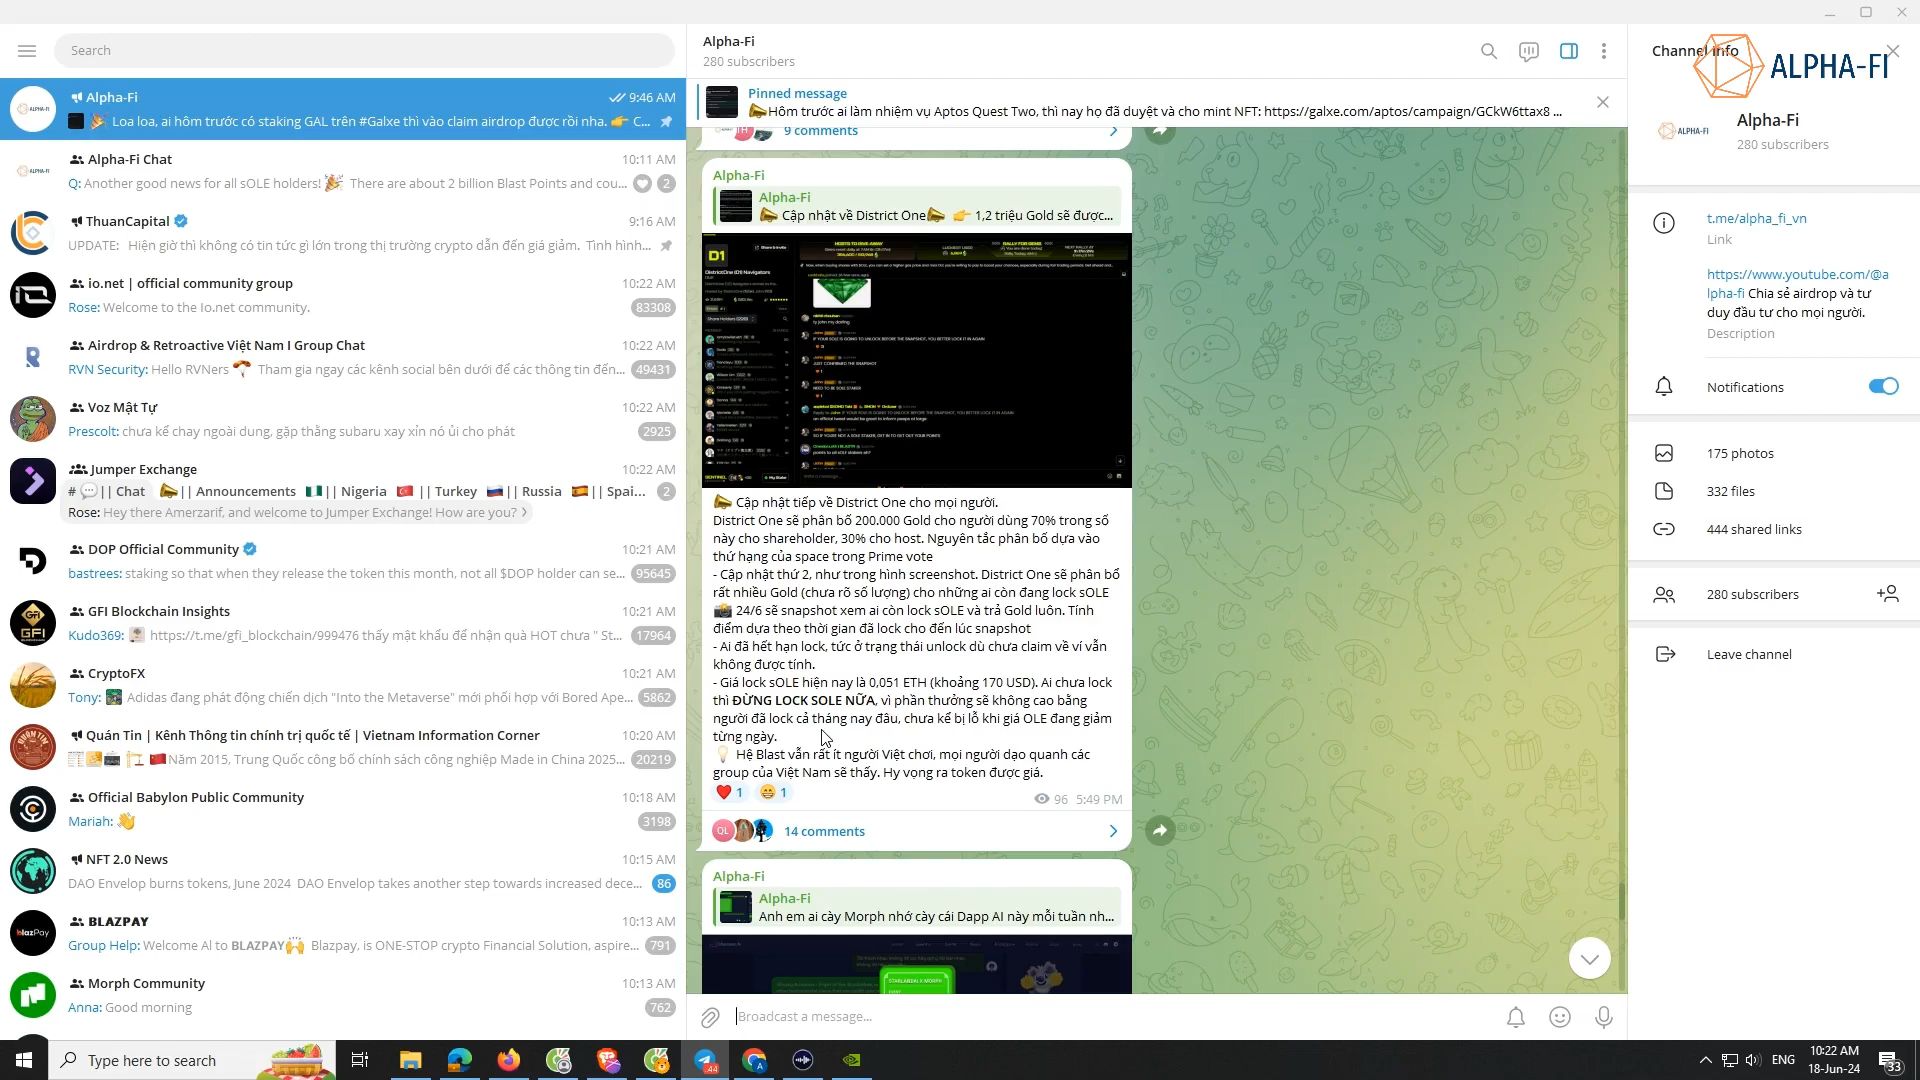 Search
Alpha-Fi
9:46 AM
Loa loa, ai hôm trước có staking GAL trên #Galxe thì vào claim airdrop được rồi nha. 👉 C...
Alpha-Fi Chat
10:11 AM
Q: Another good news for all sOLE holders! 🎉 There are about 2 billion Blast Points and cou...
2
ThuanCapital
9:16 AM
UPDATE: Hiện giờ thì không có tin tức gì lớn trong thị trường crypto dẫn đến giá giảm. Tình hình...
io.net | official community group
10:22 AM
Rose: Welcome to the Io.net community.
83308
Airdrop & Retroactive Việt Nam I Group Chat
10:22 AM
RVN Security: Hello RVNers 🪂 Tham gia ngay các kênh social bên dưới để các thông tin đến...
49431
Voz Mật Tự
10:22 AM
Prescolt: chưa kể chay ngoài dung, gặp thằng subaru xay xỉn nó ủi cho phát
2925
Jumper Exchange
10:22 AM
# 💬|| Chat 📣|| Announcements 🇳🇬|| Nigeria 🇹🇷 || Turkey 🇷🇺|| Russia 🇪🇸|| Spai...
2
Rose: Hey there Amerzarif, and welcome to Jumper Exchange! How are you?
DOP Official Community
10:21 AM
bastrees: staking so that when they release the token this month, not all $DOP holder can se...
95645
GFI Blockchain Insights
10:21 AM
Kudo369: https://t.me/gfi_blockchain/999476 thấy mật khẩu để nhận quà HOT chưa " St...
17964
CryptoFX
10:21 AM
Tony: Adidas đang phát động chiến dịch "Into the Metaverse" mới phối hợp với Bored Ape...
5862
Quán Tin | Kênh Thông tin chính trị quốc tế | Vietnam Information Corner
10:20 AM
Năm 2015, Trung Quốc công bố chính sách công nghiệp Made in China 2025...
20219
Official Babylon Public Community
10:18 AM
Mariah: 👋
3198
NFT 2.0 News
10:15 AM
DAO Envelop burns tokens, June 2024 DAO Envelop takes another step towards increased dece...
86
BLAZPAY
10:13 AM
Group Help: Welcome Al to BLAZPAY🙌 Blazpay, is ONE-STOP crypto Financial Solution, aspire...
791
Morph Community
10:13 AM
Anna: Good morning
762
Alpha-Fi
280 subscribers
Pinned message
📣Hôm trước ai làm nhiệm vụ Aptos Quest Two, thì nay họ đã duyệt và cho mint NFT: https://galxe.com/aptos/campaign/GCkW6ttax8 ...
9 comments
Alpha-Fi
Alpha-Fi
📣 Cập nhật về District One📣 👉 1,2 triệu Gold sẽ được...
D1
📣 Cập nhật tiếp về District One cho mọi người.
District One sẽ phân bố 200.000 Gold cho người dùng 70% trong số
này cho shareholder, 30% cho host. Nguyên tắc phân bố dựa vào
thứ hạng của space trong Prime vote
- Cập nhật thứ 2, như trong hình screenshot. District One sẽ phân bổ
rất nhiều Gold (chưa rõ số lượng) cho những ai còn đang lock sOLE
📸 24/6 sẽ snapshot xem ai còn lock sOLE và trả Gold luôn. Tính
điểm dựa theo thời gian đã lock cho đến lúc snapshot
- Ai đã hết hạn lock, tức ở trạng thái unlock dù chưa claim về ví vẫn
không được tính.
- Giá lock sOLE hiện nay là 0,051 ETH (khoảng 170 USD). Ai chưa lock
thì ĐỪNG LOCK SOLE NỮA, vì phần thưởng sẽ không cao bằng
người đã lock cả tháng nay đâu, chưa kể bị lỗ khi giá OLE đang giảm
từng ngày.
💡 Hệ Blast vẫn rất ít người Việt chơi, mọi người dạo quanh các
group của Việt Nam sẽ thấy. Hy vọng ra token được giá.
❤️ 1 😁 1
96 5:49 PM
QL
14 comments
Alpha-Fi
Alpha-Fi
Anh em ai cày Morph nhớ cày cái Dapp AI này mỗi tuần nh...
STARLABSAI X MORPH
Broadcast a message...
Channel info
ALPHA-FI
Alpha-Fi
280 subscribers
t.me/alpha_fi_vn
Link
https://www.youtube.com/@a
lpha-fi Chia sẻ airdrop và tư
duy đầu tư cho mọi người.
Description
Notifications
175 photos
332 files
444 shared links
280 subscribers
Leave channel
Type here to search
44
ENG
10:22 AM
18-Jun-24
33